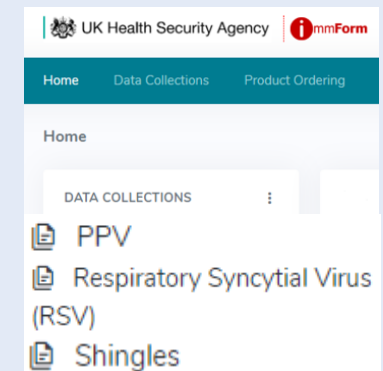 UK Health Security Agency immForm
Home Data Collections Product Ordering
Home
DATA COLLECTIONS
PPV
Respiratory Syncytial Virus
(RSV)
Shingles